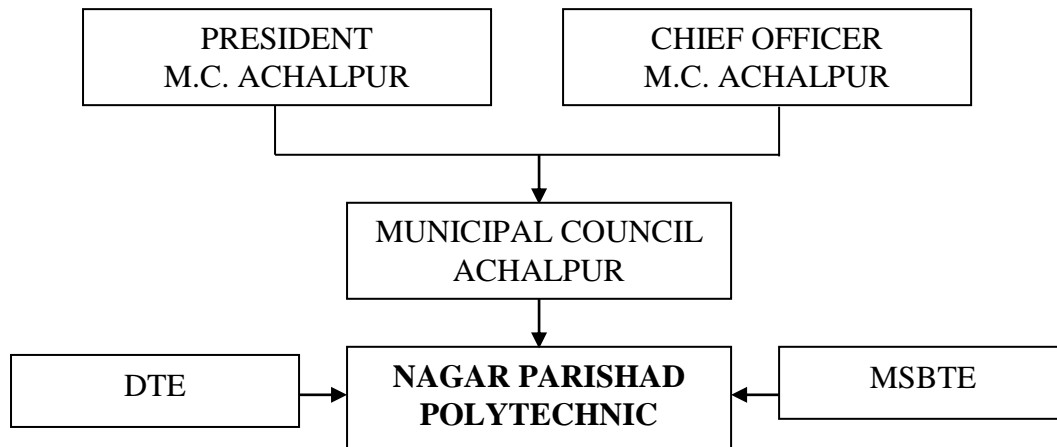 PRESIDENT
M.C. ACHALPUR
CHIEF OFFICER
M.C. ACHALPUR
MUNICIPAL COUNCIL
ACHALPUR
DTE
NAGAR PARISHAD
POLYTECHNIC
MSBTE